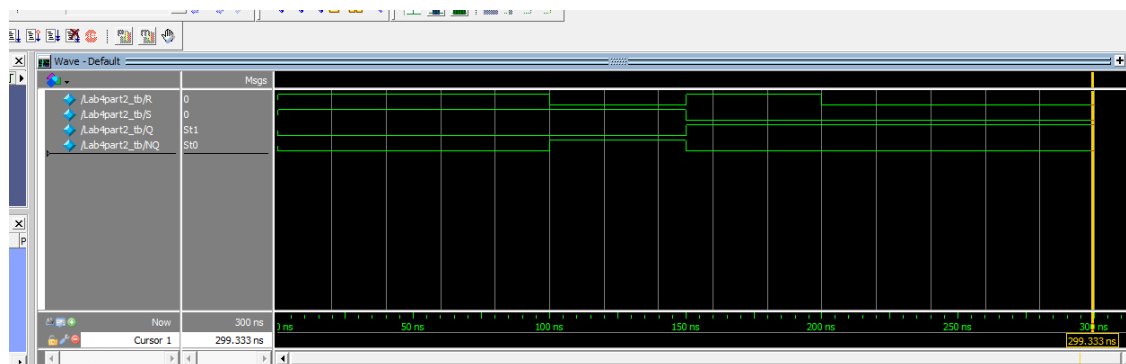 Wave - Default
Msgs
/Lab4part2_tb/R 0
/Lab4part2_tb/S 0
/Lab4part2_tb/Q St1
/Lab4part2_tb/NQ St0
Now 300 ns
50 ns 100 ns 150 ns 200 ns 250 ns
Cursor 1 299.333 ns
299.333 ns